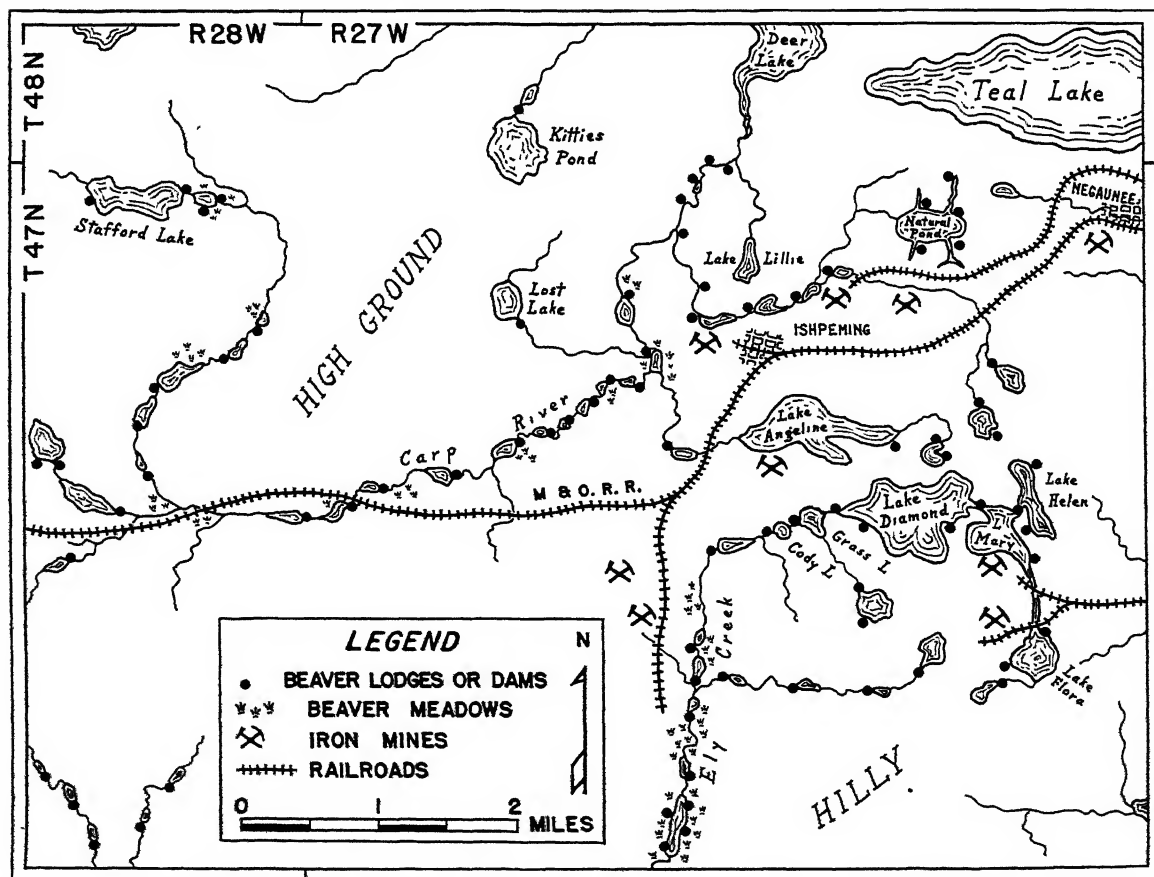 R28W
R27W
T48N
T47N
Deer
Lake
Teal Lake
Kitties
Pond
Stafford Lake
NEGAUNEE
Natural
Pond
Lake Lillie
Lost
Lake
HIGH GROUND
ISHPEMING
Carp River
Lake
Angeline
M & O. R. R.
Lake
Helen
Lake
Diamond
L
Mary
Grass L
Cody L
Creek
Ely
Lake
Flora
HILLY
LEGEND
N
BEAVER LODGES OR DAMS
BEAVER MEADOWS
IRON MINES
RAILROADS
0 1 2
MILES